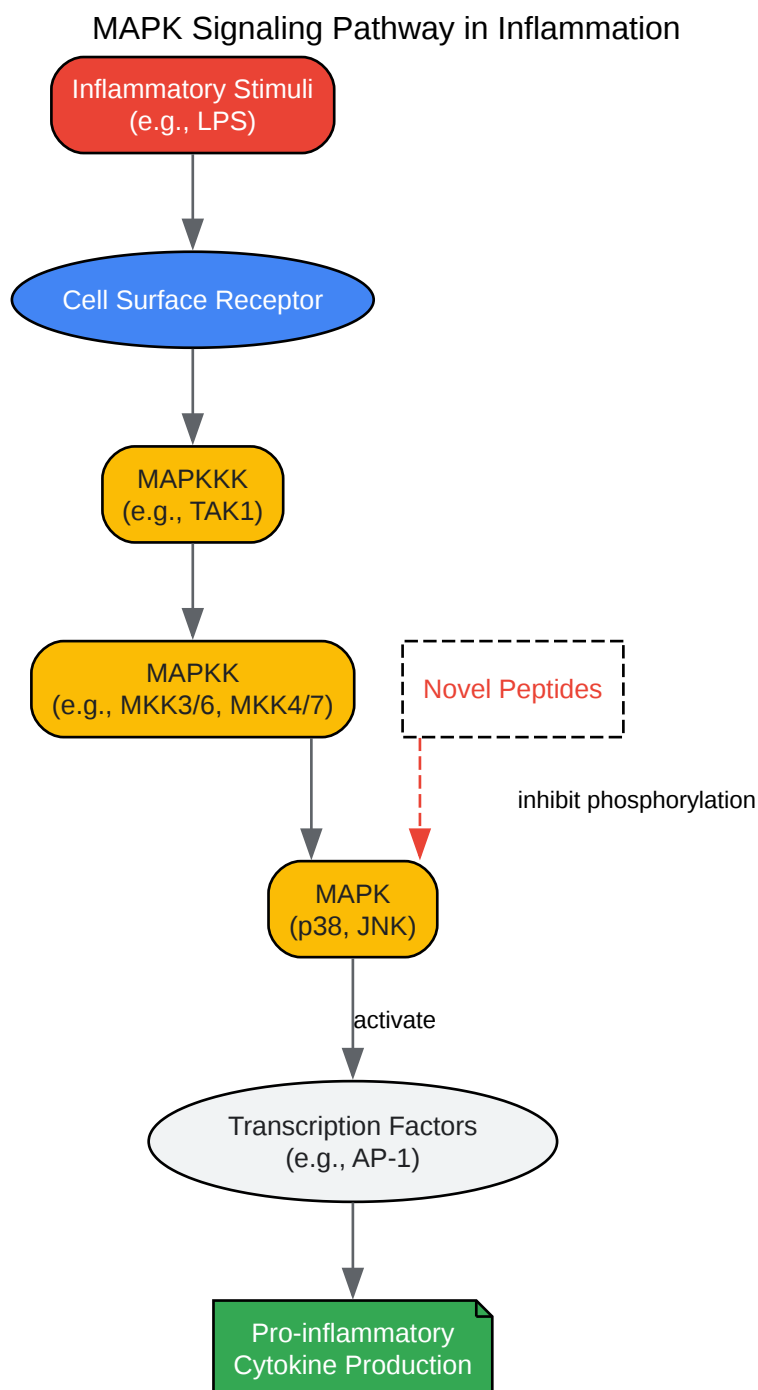 MAPK Signaling Pathway in Inflammation
Inflammatory Stimuli
(e.g., LPS)
Cell Surface Receptor
MAPKKK
(e.g., TAK1)
MAPKK
(e.g., MKK3/6, MKK4/7)
Novel Peptides
inhibit phosphorylation
MAPK
(p38, JNK)
activate
Transcription Factors
(e.g., AP-1)
Pro-inflammatory
Cytokine Production